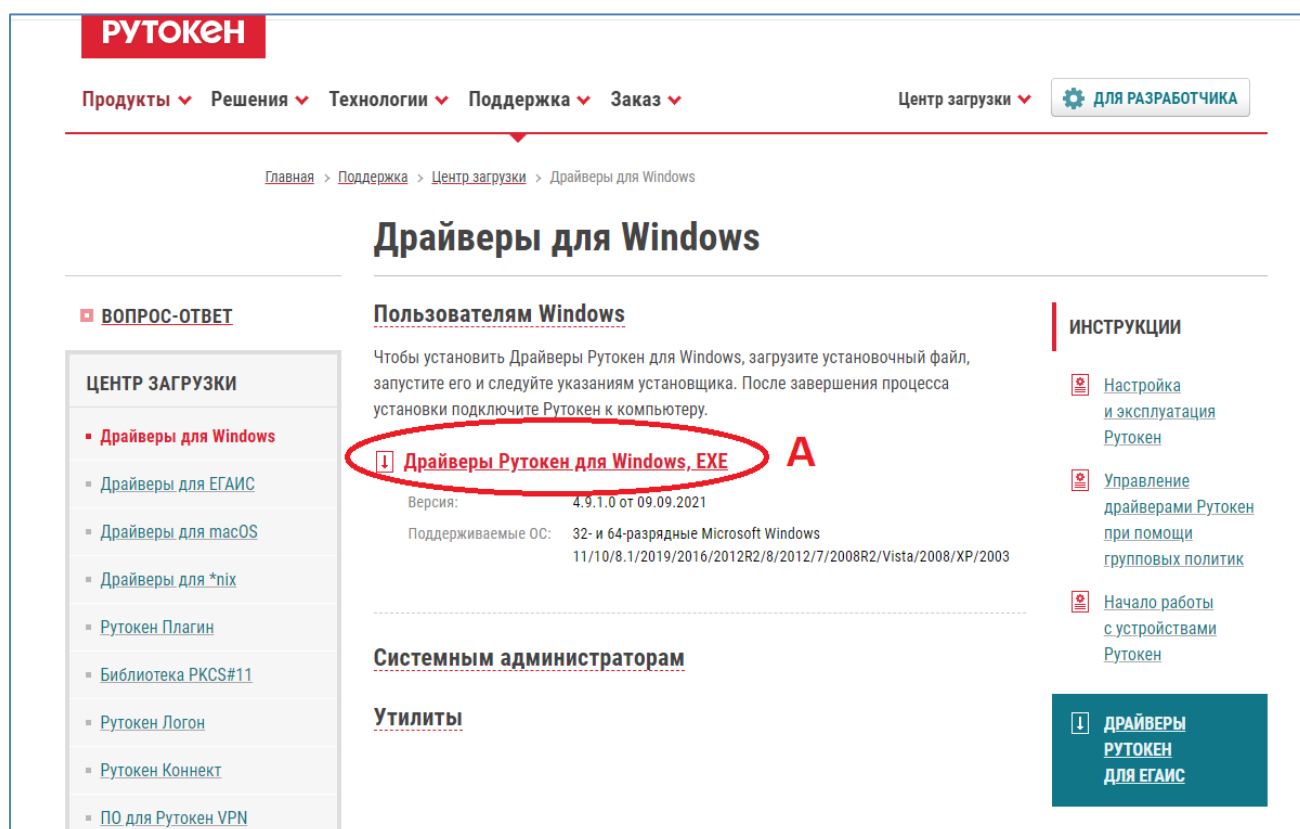 РУТОКЕН
Продукты Решения Технологии Поддержка Заказ Центр загрузки ДЛЯ РАЗРАБОТЧИКА
Главная > Поддержка > Центр загрузки > Драйверы для Windows
Драйверы для Windows
ВОПРОС-ОТВЕТ
ЦЕНТР ЗАГРУЗКИ
Драйверы для Windows
Драйверы для ЕГАИС
Драйверы для macOS
Драйверы для *nix
Рутокен Плагин
Библиотека PKCS#11
Рутокен Логон
Рутокен Коннект
ПО для Рутокен VPN
Пользователям Windows
Чтобы установить Драйверы Рутокен для Windows, загрузите установочный файл,
запустите его и следуйте указаниям установщика. После завершения процесса
установки подключите Рутокен к компьютеру.
Драйверы Рутокен для Windows, EXE
А
Версия: 4.9.1.0 от 09.09.2021
Поддерживаемые ОС: 32- и 64-разрядные Microsoft Windows
11/10/8.1/2019/2016/2012R2/8/2012/7/2008R2/Vista/2008/XP/2003
Системным администраторам
Утилиты
ИНСТРУКЦИИ
Настройка
и эксплуатация
Рутокен
Управление
драйверами Рутокен
при помощи
групповых политик
Начало работы
с устройствами
Рутокен
ДРАЙВЕРЫ
РУТОКЕН
ДЛЯ ЕГАИС